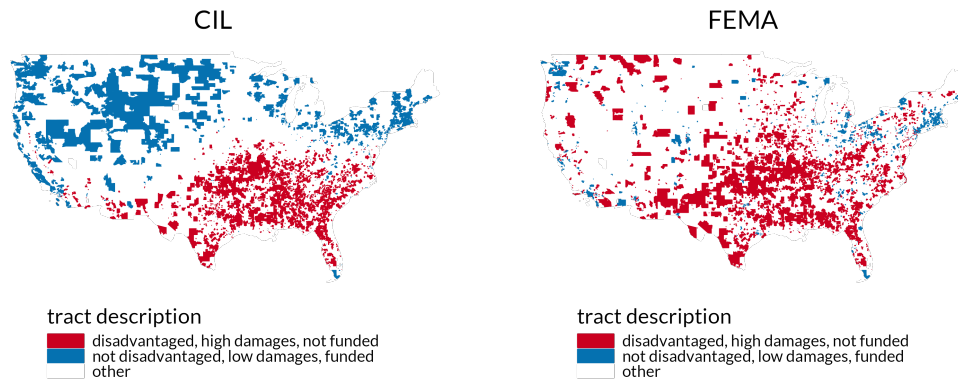 CIL
FEMA
tract description
disadvantaged, high damages, not funded
not disadvantaged, low damages, funded
other
tract description
disadvantaged, high damages, not funded
not disadvantaged, low damages, funded
other